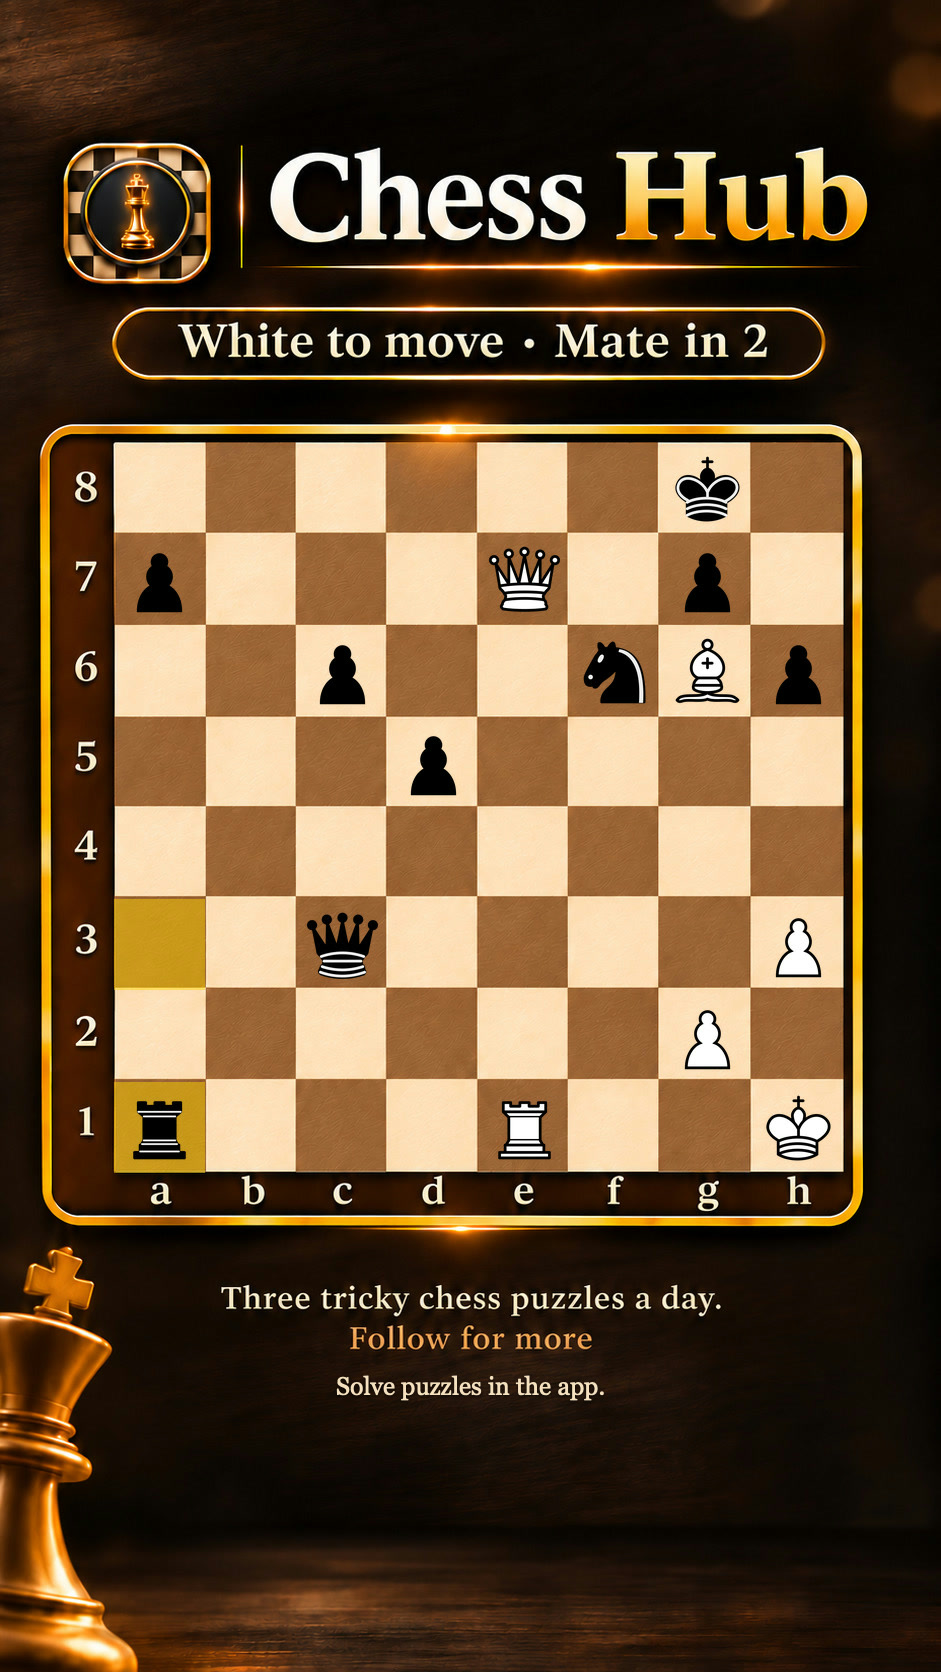 Chess Hub
White to move • Mate in 2
8
7
6
5
4
3
2
1
a b c d e f g h
Three tricky chess puzzles a day.
Follow for more
Solve puzzles in the app.